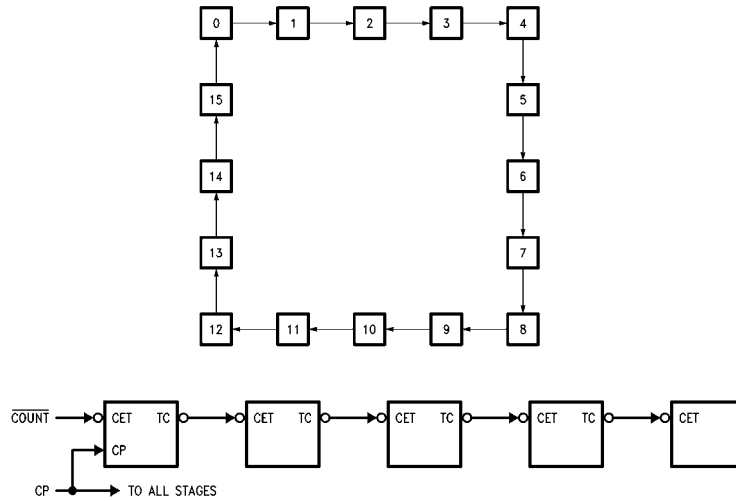 0 1 2 3 4
15 5
14 6
13 7
12 11 10 9 8
COUNT CET TC CET TC CET TC CET TC CET
CP
CP TO ALL STAGES